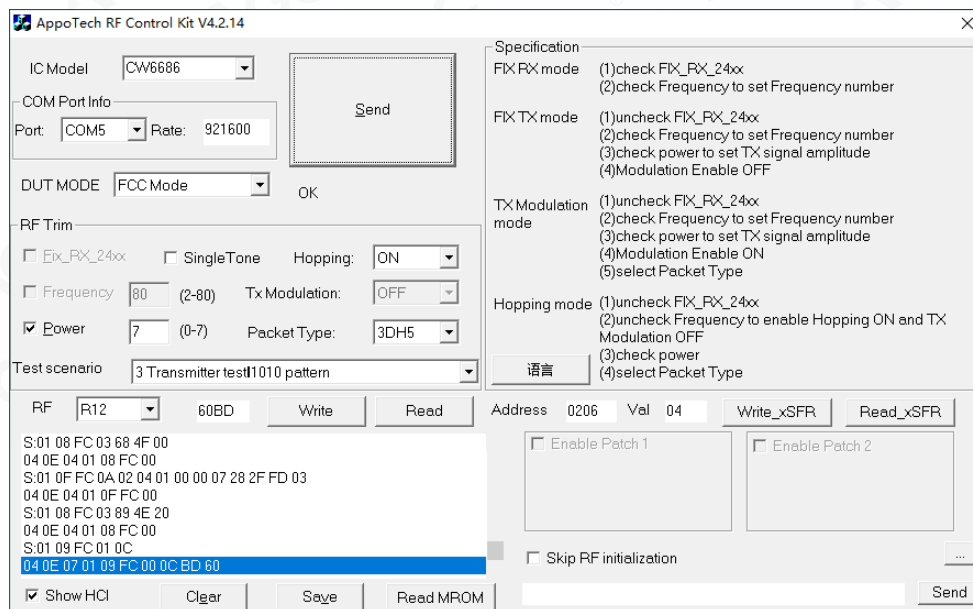 AppoTech RF Control Kit V4.2.14
IC Model CW6686
Send
COM Port Info
Port: COM5 Rate: 921600
DUT MODE FCC Mode
OK
RF Trim
Fix_RX_24xx SingleTone Hopping: ON
Frequency 80 (2-80) Tx Modulation: OFF
Power 7 (0-7) Packet Type: 3DH5
Test scenario 3 Transmitter test1010 pattern
Specification
FIX RX mode (1)check FIX_RX_24xx
(2)check Frequency to set Frequency number
FIX TX mode (1)uncheck FIX_RX_24xx
(2)check Frequency to set Frequency number
(3)check power to set TX signal amplitude
(4)Modulation Enable OFF
TX Modulation mode (1)uncheck FIX_RX_24xx
(2)check Frequency to set Frequency number
(3)check power to set TX signal amplitude
(4)Modulation Enable ON
(5)select Packet Type
Hopping mode (1)uncheck FIX_RX_24xx
(2)uncheck Frequency to enable Hopping ON and TX
Modulation OFF
(3)check power
(4)select Packet Type
语言
RF R12 60BD Write Read
Address 0206 Val 04 Write_xSFR Read_xSFR
S:01 08 FC 03 68 4F 00
04 0E 04 01 08 FC 00
S:01 0F FC 0A 02 04 01 00 00 07 28 2F FD 03
04 0E 04 01 0F FC 00
S:01 08 FC 03 89 4E 20
04 0E 04 01 08 FC 00
S:01 09 FC 01 0C
04 0E 07 01 09 FC 00 0C BD 60
Enable Patch 1
Enable Patch 2
Skip RF initialization
...
Show HCI Clear Save Read MROM
Send